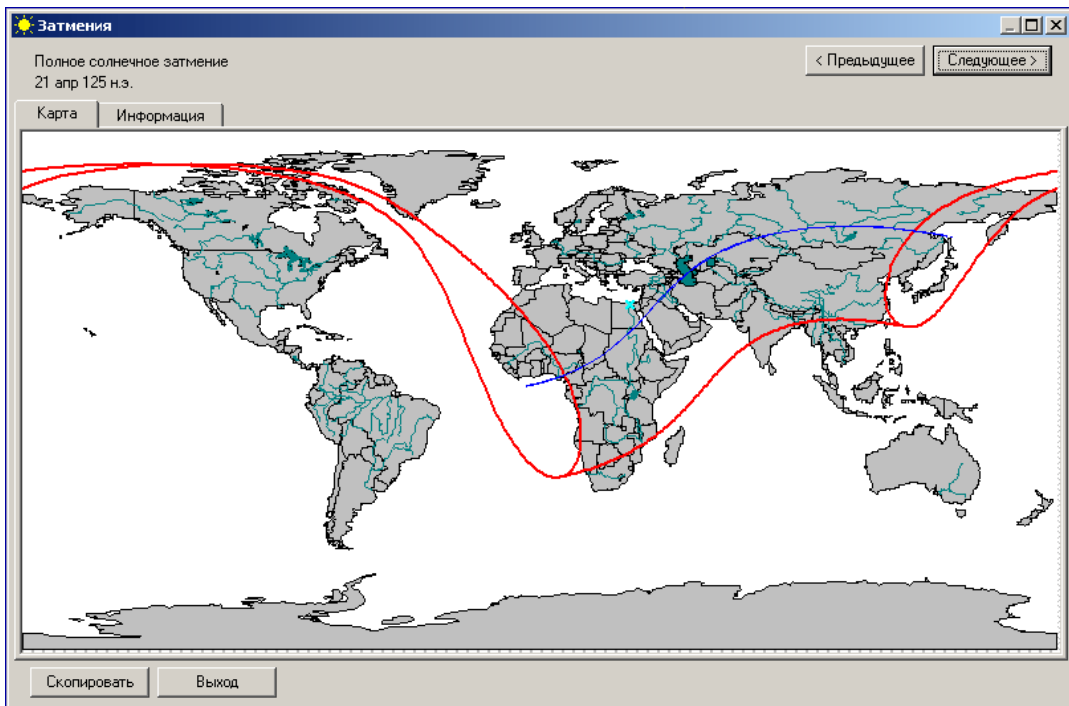 Затмения
Полное солнечное затмение
21 апр 125 н.э.
< Предыдущее
Следующее >
Карта
Информация
Скопировать
Выход